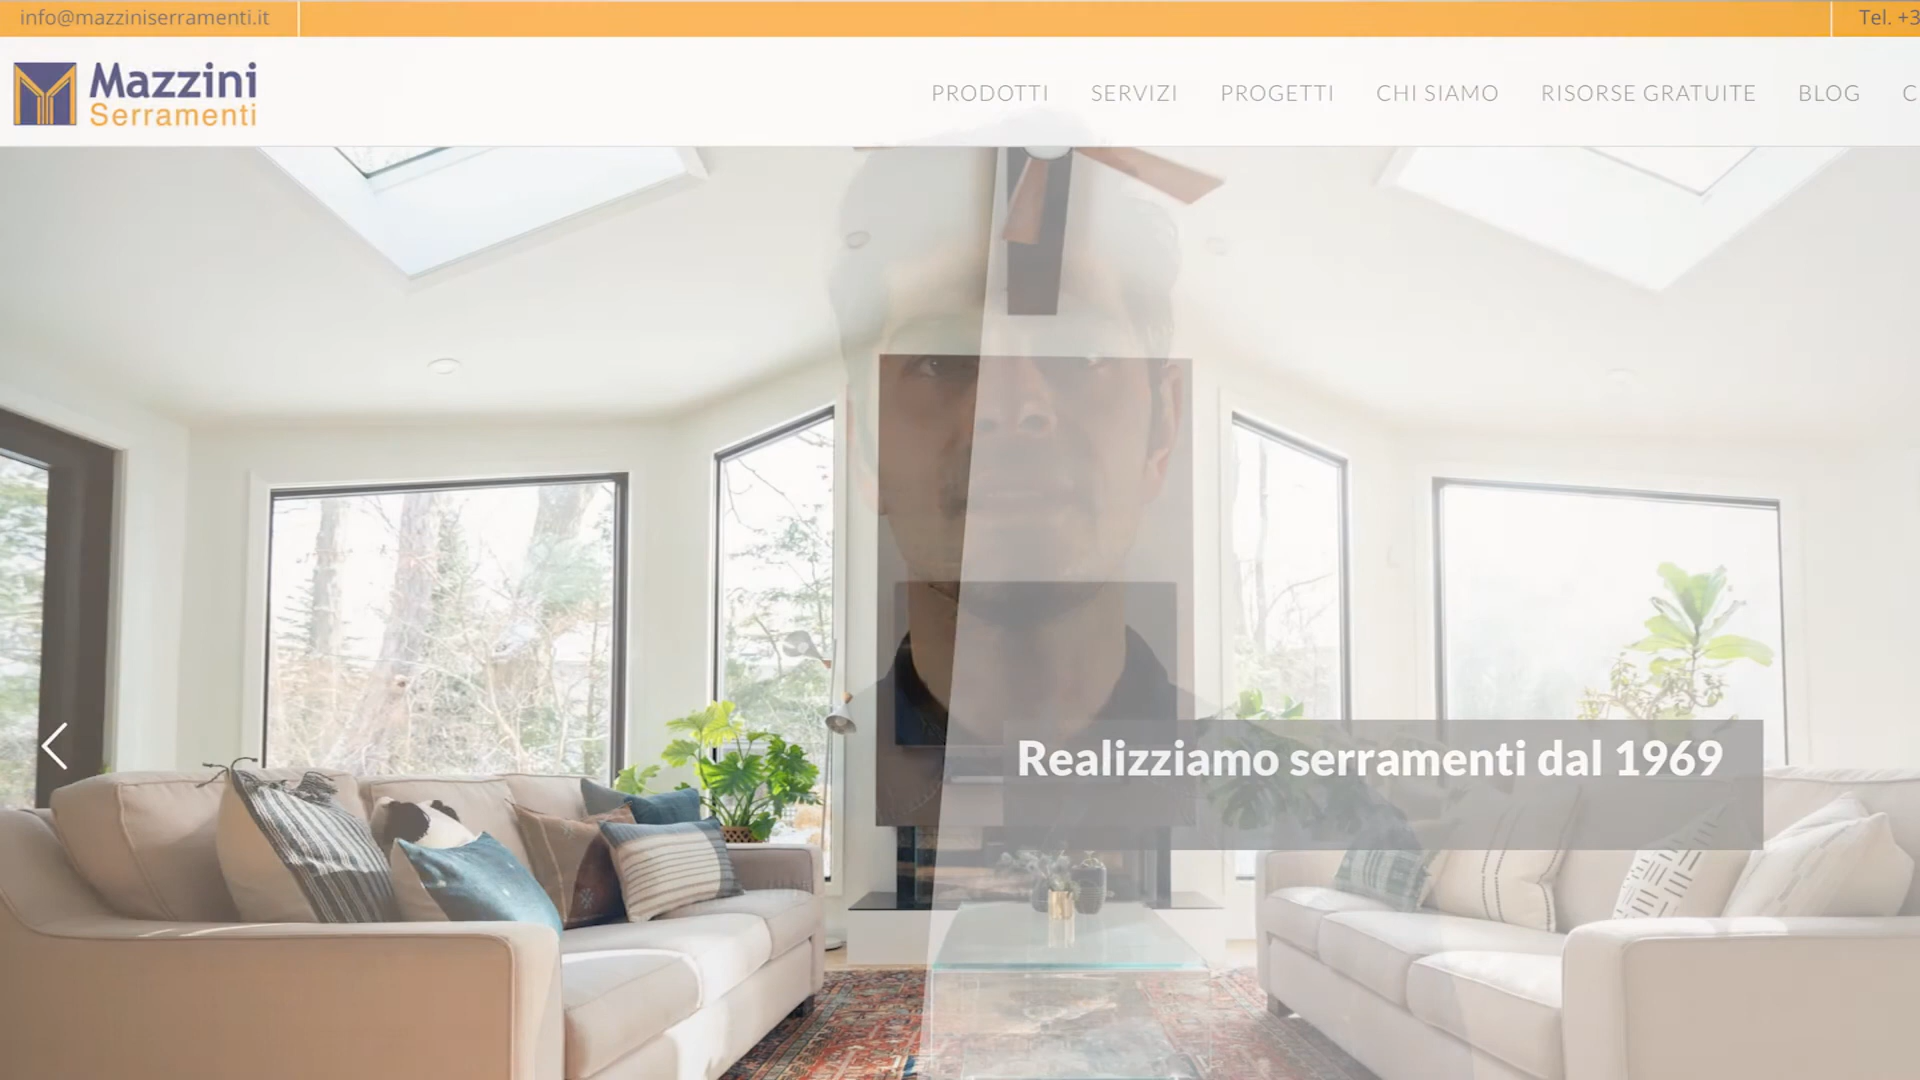 info@mazziniserramenti.it
Tel. +3
Mazzini
Serramenti
PRODOTTI SERVIZI PROGETTI CHI SIAMO RISORSE GRATUITE BLOG C
Realizziamo serramenti dal 1969